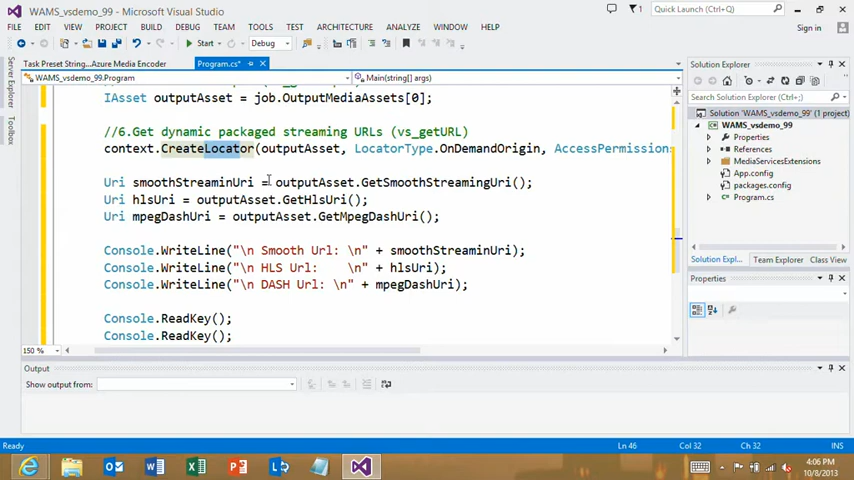 WAMS_vsdemo_99 - Microsoft Visual Studio
Quick Launch (Ctrl+Q)
FILE EDIT VIEW BUILD DEBUG TEAM TOOLS TEST ARCHITECTURE ANALYZE WINDOW HELP
Sign in
Start Debug
Task Preset String...Azure Media Encoder
Program.cs*
Solution Explorer
WAMS_vsdemo_99.Program
Main(string[] args)
Server Explorer
Toolbox
Search Solution Explorer (Ctrl+;)
IAsset outputAsset = job.OutputMediaAssets[0];
//6.Get dynamic packaged streaming URLs (vs_getURL)
context.CreateLocator(outputAsset, LocatorType.OnDemandOrigin, AccessPermissions
Uri smoothStreaminUri = outputAsset.GetSmoothStreamingUri();
Uri hlsUri = outputAsset.GetHlsUri();
Uri mpegDashUri = outputAsset.GetMpegDashUri();
Console.WriteLine("\n Smooth Url: \n" + smoothStreaminUri);
Console.WriteLine("\n HLS Url:    \n" + hlsUri);
Console.WriteLine("\n DASH Url: \n" + mpegDashUri);
Console.ReadKey();
Console.ReadKey();
150 %
Solution 'WAMS_vsdemo_99' (1 project)
WAMS_vsdemo_99
Properties
References
MediaServicesExtensions
App.config
packages.config
Program.cs
Solution Expl... Team Explorer Class View
Properties
Output
Show output from:
Ready
Ln 46 Col 32 Ch 32 INS
4:06 PM
10/8/2013